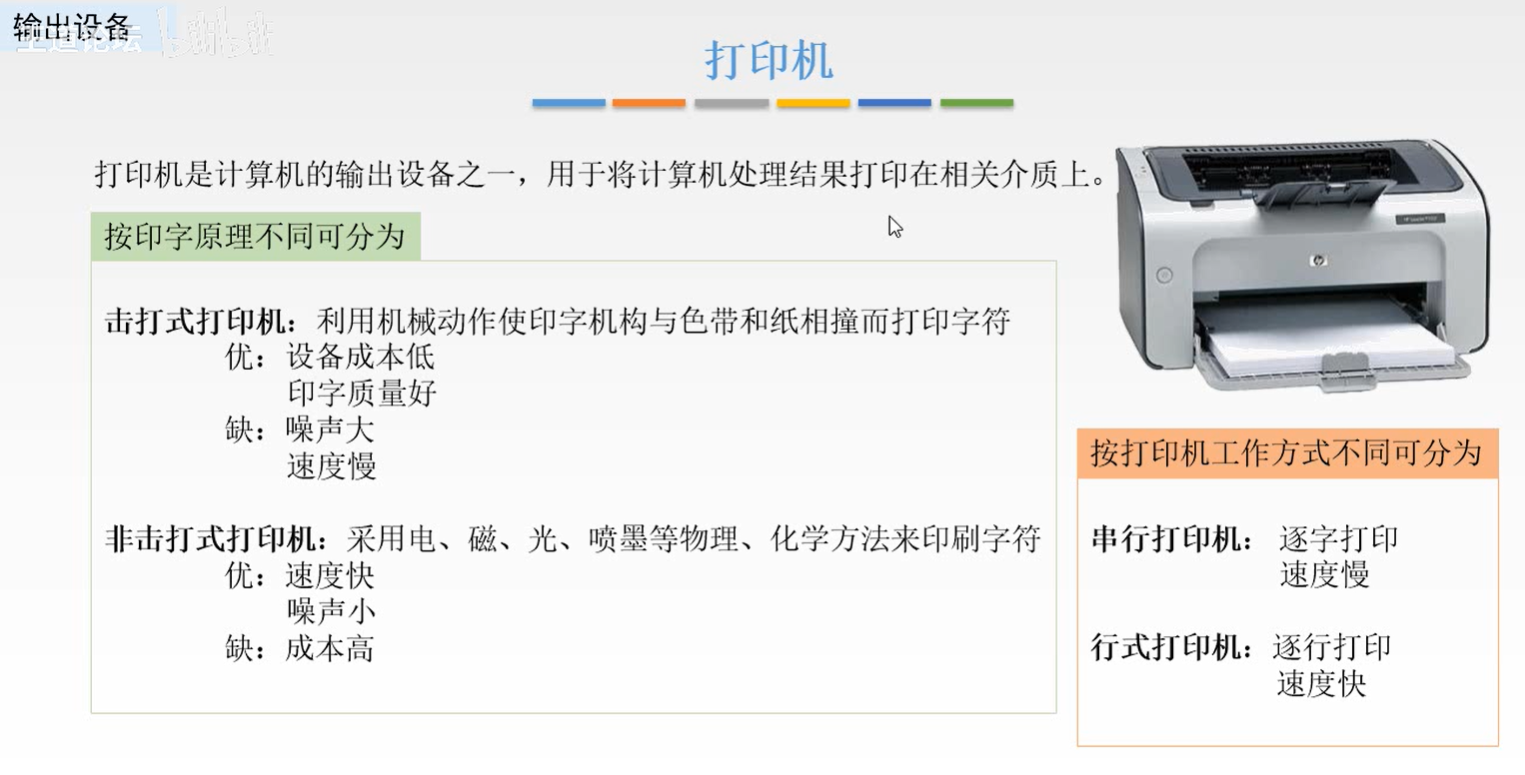 输出设备
王道论坛
bilibili
打印机
打印机是计算机的输出设备之一，用于将计算机处理结果打印在相关介质上。
按印字原理不同可分为
击打式打印机：利用机械动作使印字机构与色带和纸相撞而打印字符
优：设备成本低
印字质量好
缺：噪声大
速度慢
非击打式打印机：采用电、磁、光、喷墨等物理、化学方法来印刷字符
优：速度快
噪声小
缺：成本高
hp
按打印机工作方式不同可分为
串行打印机： 逐字打印
速度慢
行式打印机：逐行打印
速度快